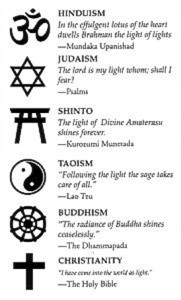 HINDUISM
In the effulgent lotus of the heart
dwells Brahman the light of lights
—Mundaka Upanishad
JUDAISM
The lord is my light whom; shall I
fear?
—Psalms
SHINTO
The light of Divine Amaterasu
shines forever.
—Kurozumi Munetada
TAOISM
"Following the light the sage takes
care of all."
—Lao Tzu
BUDDHISM
"The radiance of Buddha shines
ceaselessly."
—The Dhammapada
CHRISTIANITY
"I have come into the world as light."
—The Holy Bible